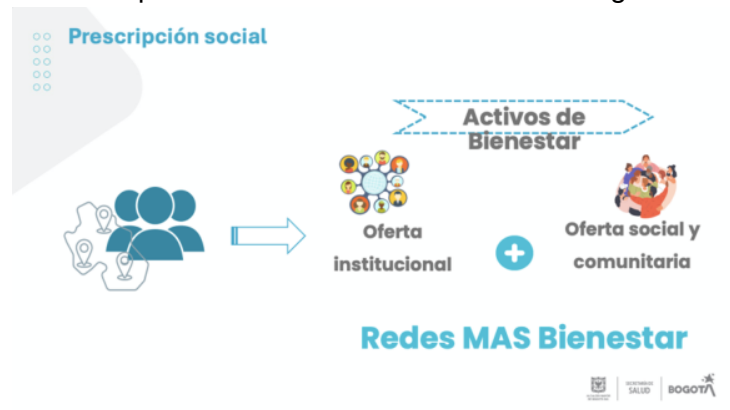 Prescripción social
Activos de
Bienestar
Oferta
institucional
Oferta social y
comunitaria
Redes MAS Bienestar
SALUD
BOGOTÁ